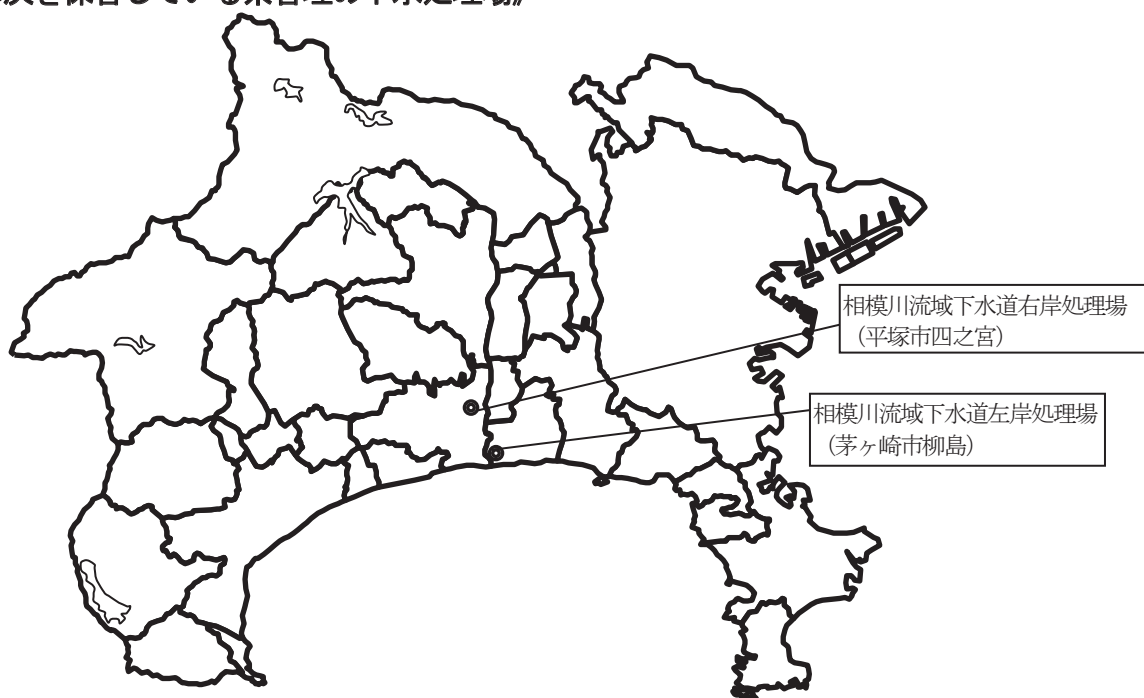 を保管している県管理の下水処理場》
相模川流域下水道右岸処理場
（平塚市四之宮）
相模川流域下水道左岸処理場
（茅ヶ崎市柳島）